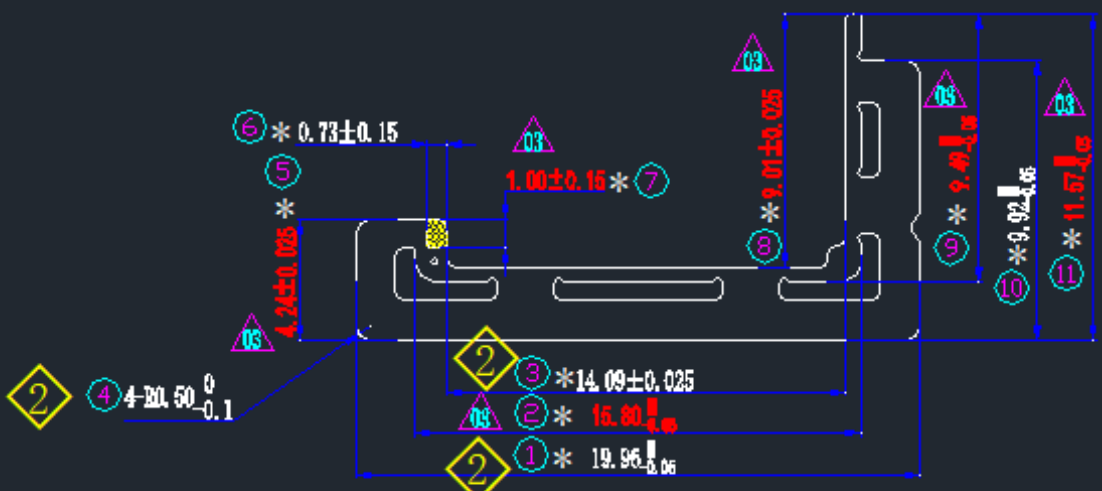 03
03
05
03
⑥ * 0.73±0.15
03
⑤ *
1.00±0.15 * ⑦
9.01±0.025
* ⑧
9.49
* ⑨
9.92
* ⑩
11.57
* ⑪
4.24±0.025
03
2 ④ 4-R0.50 0 -0.1
2 ③ *14.09±0.025
03 ② * 15.80
2 ① * 19.96